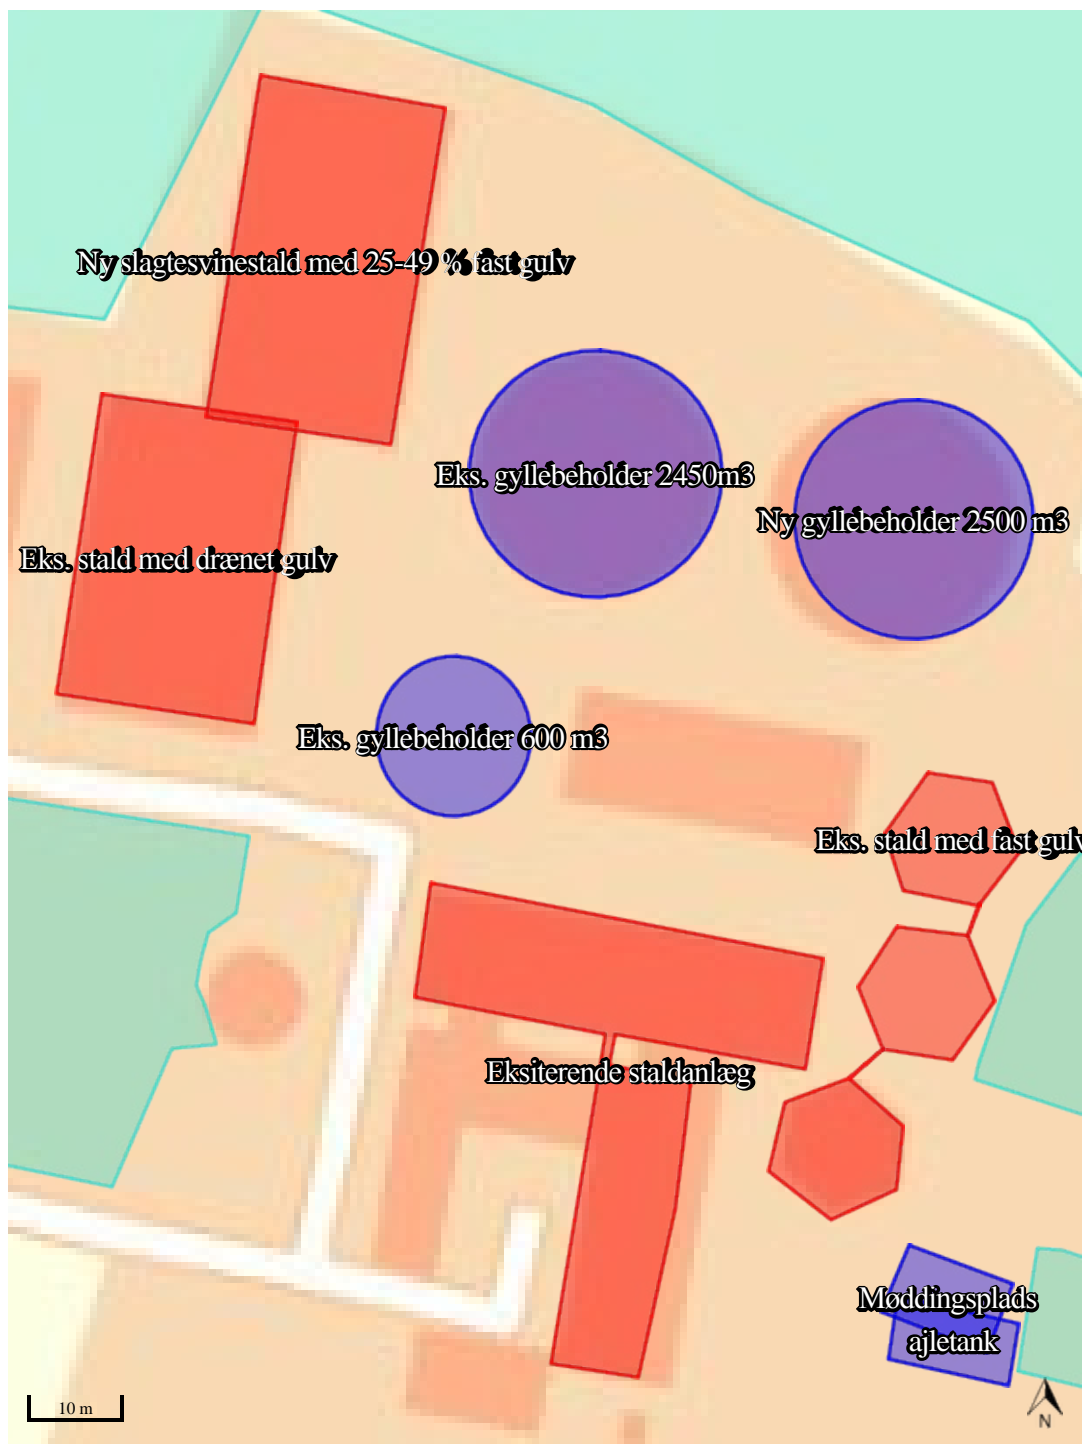 Ny slagtesvinestald med 25-49 % fast gulv
Eks. gyllebeholder 2450m3
Ny gyllebeholder 2500 m3
Eks. stald med drænet gulv
Eks. gyllebeholder 600 m3
Eks. stald med fast gulv
Eksiterende staldanlæg
Møddingsplads
ajletank
10 m
N